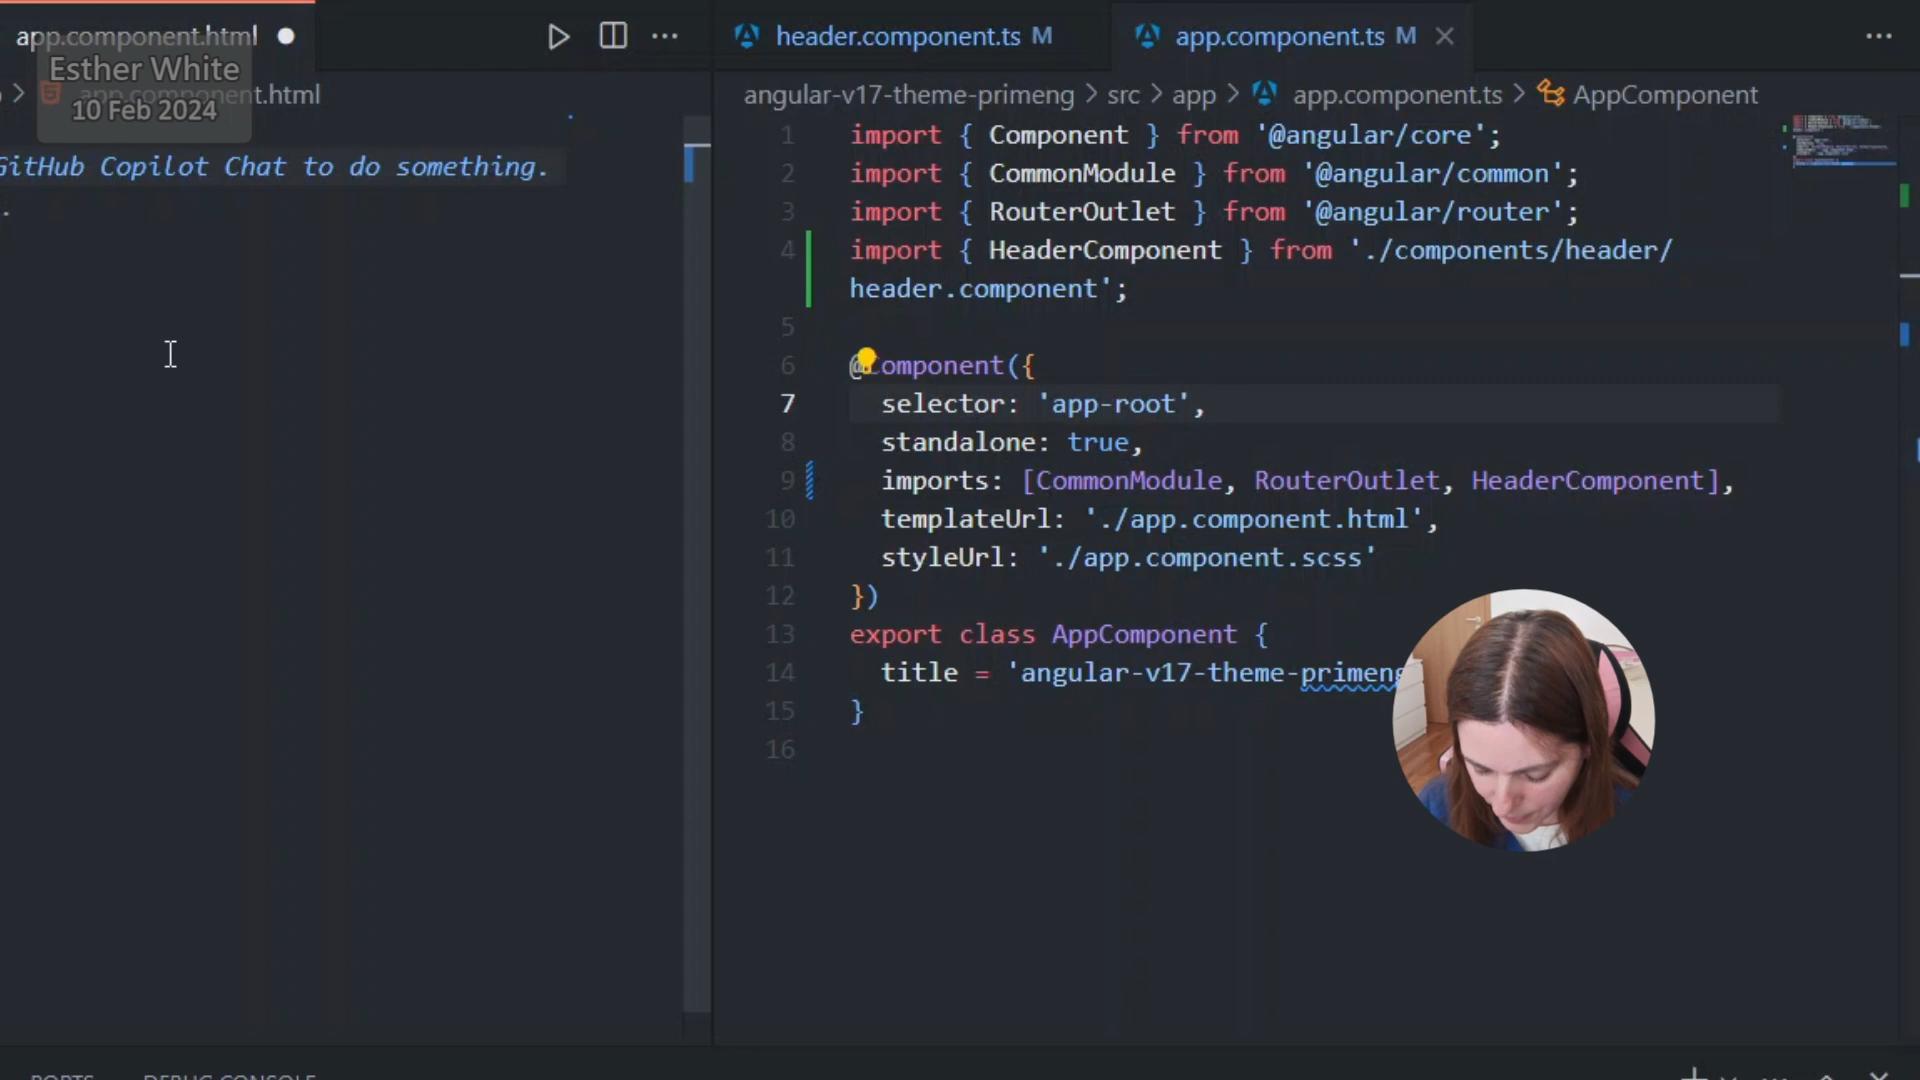 app.component.html
Esther White
10 Feb 2024
app.component.html
GitHub Copilot Chat to do something.
.
header.component.ts M
app.component.ts M
angular-v17-theme-primeng > src > app > app.component.ts > AppComponent
1 import { Component } from '@angular/core';
2 import { CommonModule } from '@angular/common';
3 import { RouterOutlet } from '@angular/router';
4 import { HeaderComponent } from './components/header/
header.component';
5
6 @Component({
7 selector: 'app-root',
8 standalone: true,
9 imports: [CommonModule, RouterOutlet, HeaderComponent],
10 templateUrl: './app.component.html',
11 styleUrl: './app.component.scss'
12 })
13 export class AppComponent {
14 title = 'angular-v17-theme-primeng
15 }
16
PORTS DEBUG CONSOLE